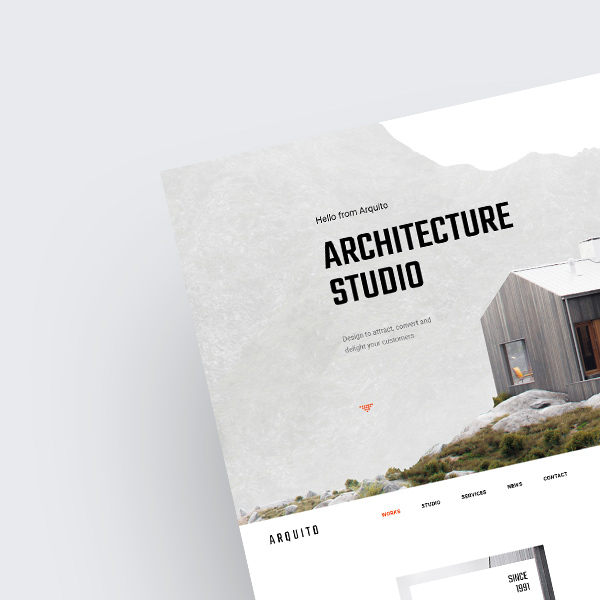 Hello from Arquito
ARCHITECTURE
STUDIO
Design to attract, convert and
delight your customers.
ARQUITO
WORKS
STUDIO
SERVICES
NEWS
CONTACT
SINCE
1991